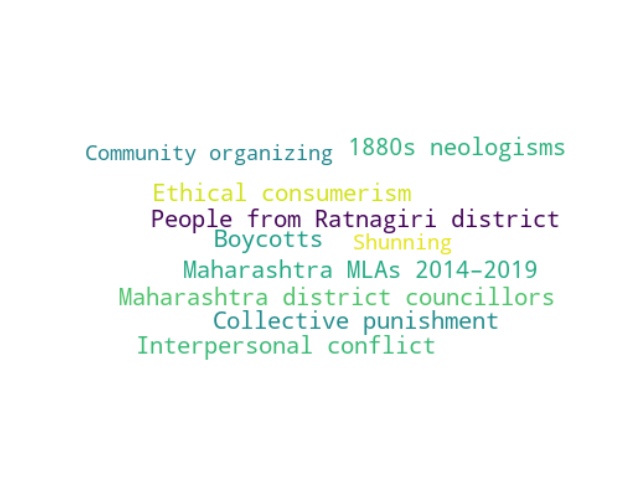 Community organizing
1880s neologisms
Ethical consumerism
People from Ratnagiri district
Boycotts
Shunning
Maharashtra MLAs 2014–2019
Maharashtra district councillors
Collective punishment
Interpersonal conflict